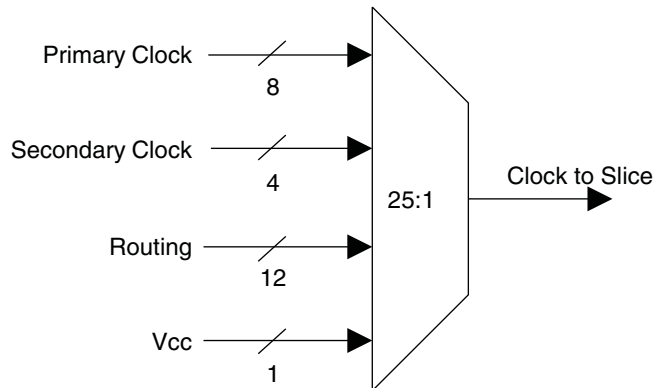 Primary Clock
8
Secondary Clock
4
25:1
Clock to Slice
Routing
12
Vcc
1